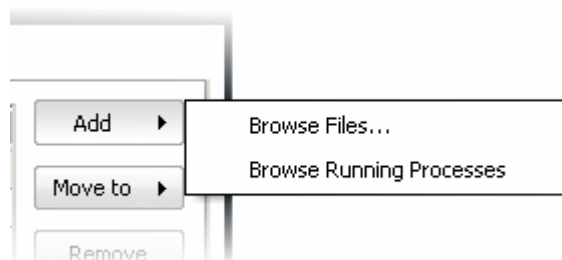 Add
Browse Files...
Browse Running Processes
Move to
Remove